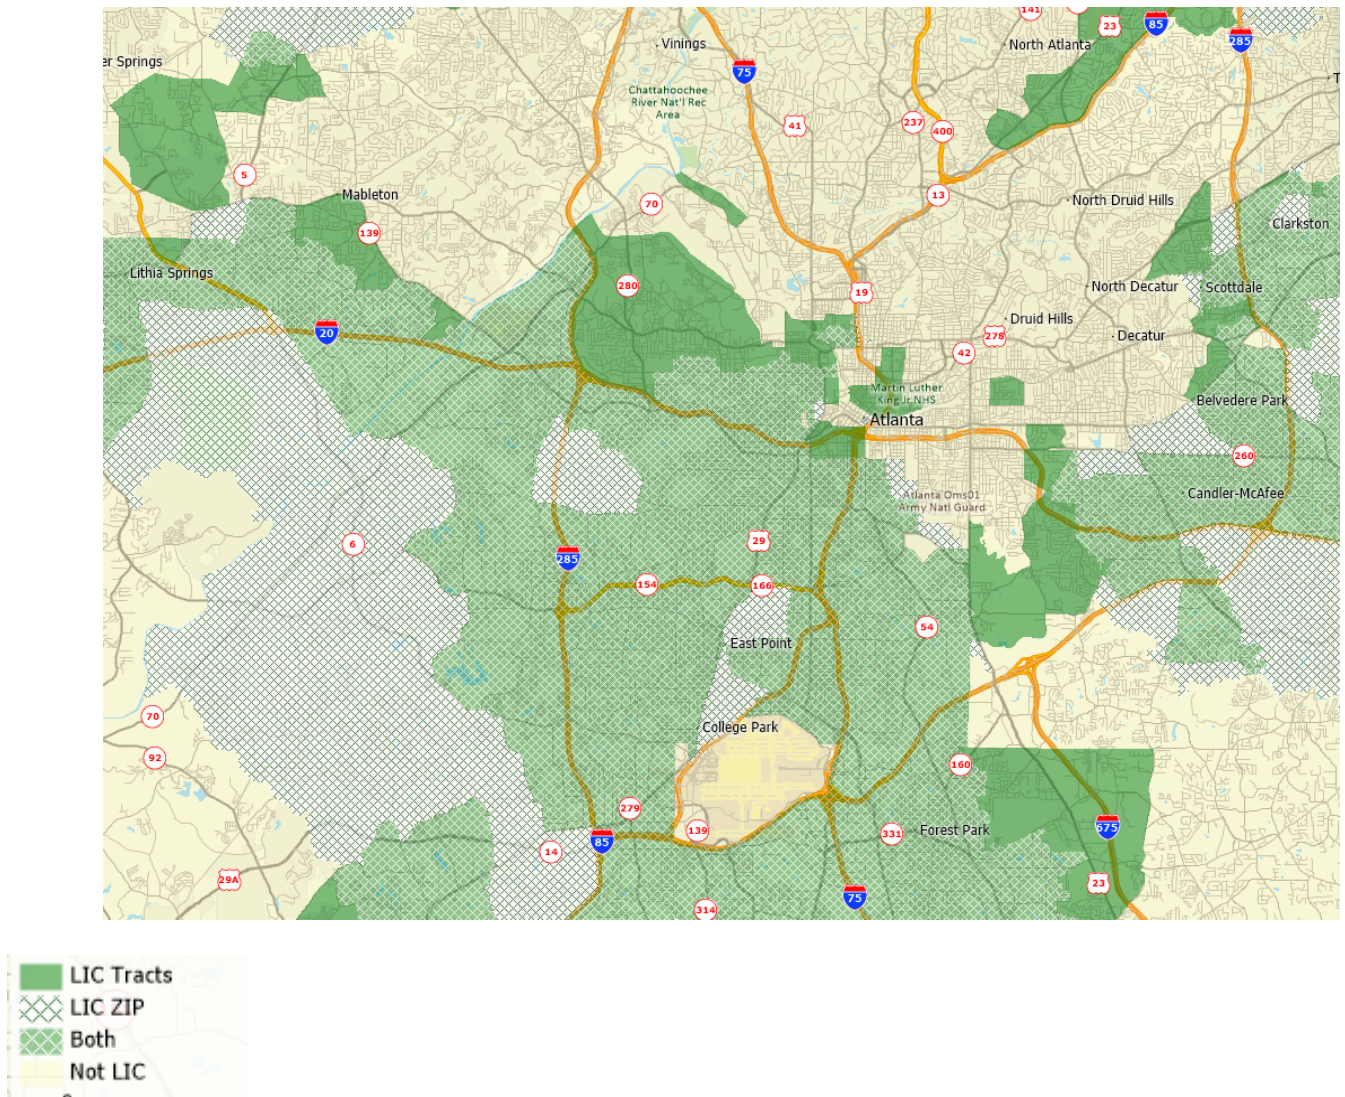 141
23
85
285
er Springs
Vinings
North Atlanta
75
T
Chattahoochee
River Nat'l Rec
Area
41
237
400
5
Mableton
70
13
North Druid Hills
139
Clarkston
Lithia Springs
280
19
North Decatur
Scottdale
20
Druid Hills
278
Decatur
42
Martin Luther
King Jr NHS
Belvedere Park
Atlanta
260
Atlanta Oms01
Army Natl Guard
Candler-McAfee
6
29
285
154
166
54
East Point
70
College Park
92
160
279
139
331
Forest Park
675
85
14
29A
23
75
314
LIC Tracts
LIC ZIP
Both
Not LIC